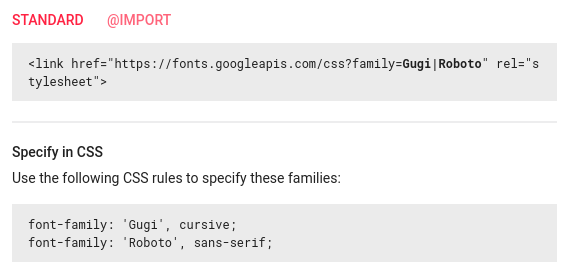 STANDARD @IMPORT
<link href="https://fonts.googleapis.com/css?family=Gugi|Roboto" rel="s
tylesheet">
Specify in CSS
Use the following CSS rules to specify these families:
font-family: 'Gugi', cursive;
font-family: 'Roboto', sans-serif;